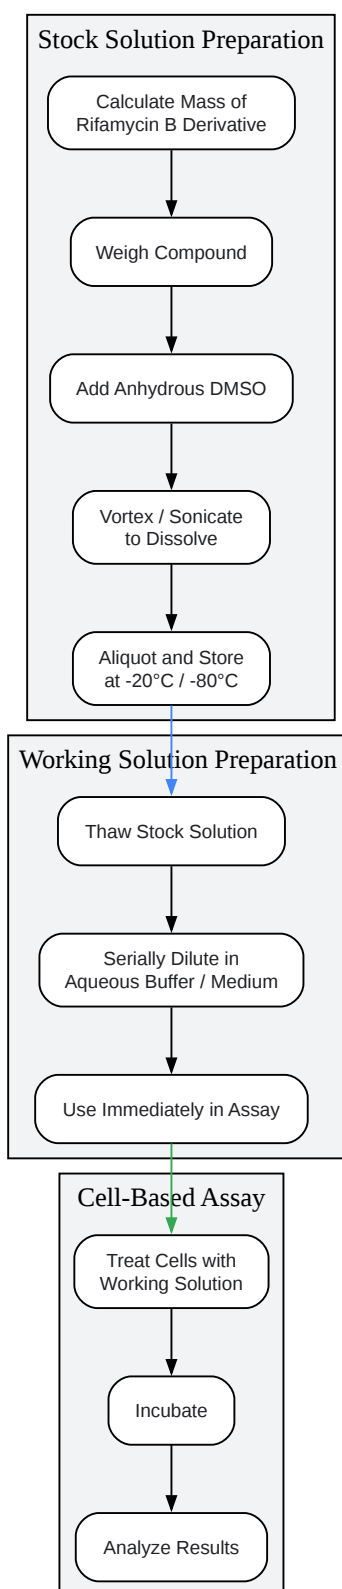 Stock Solution Preparation
Calculate Mass of
Rifamycin B Derivative
Weigh Compound
Add Anhydrous DMSO
Vortex / Sonicate
to Dissolve
Aliquot and Store
at -20°C / -80°C
Working Solution Preparation
Thaw Stock Solution
Serially Dilute in
Aqueous Buffer / Medium
Use Immediately in Assay
Cell-Based Assay
Treat Cells with
Working Solution
Incubate
Analyze Results